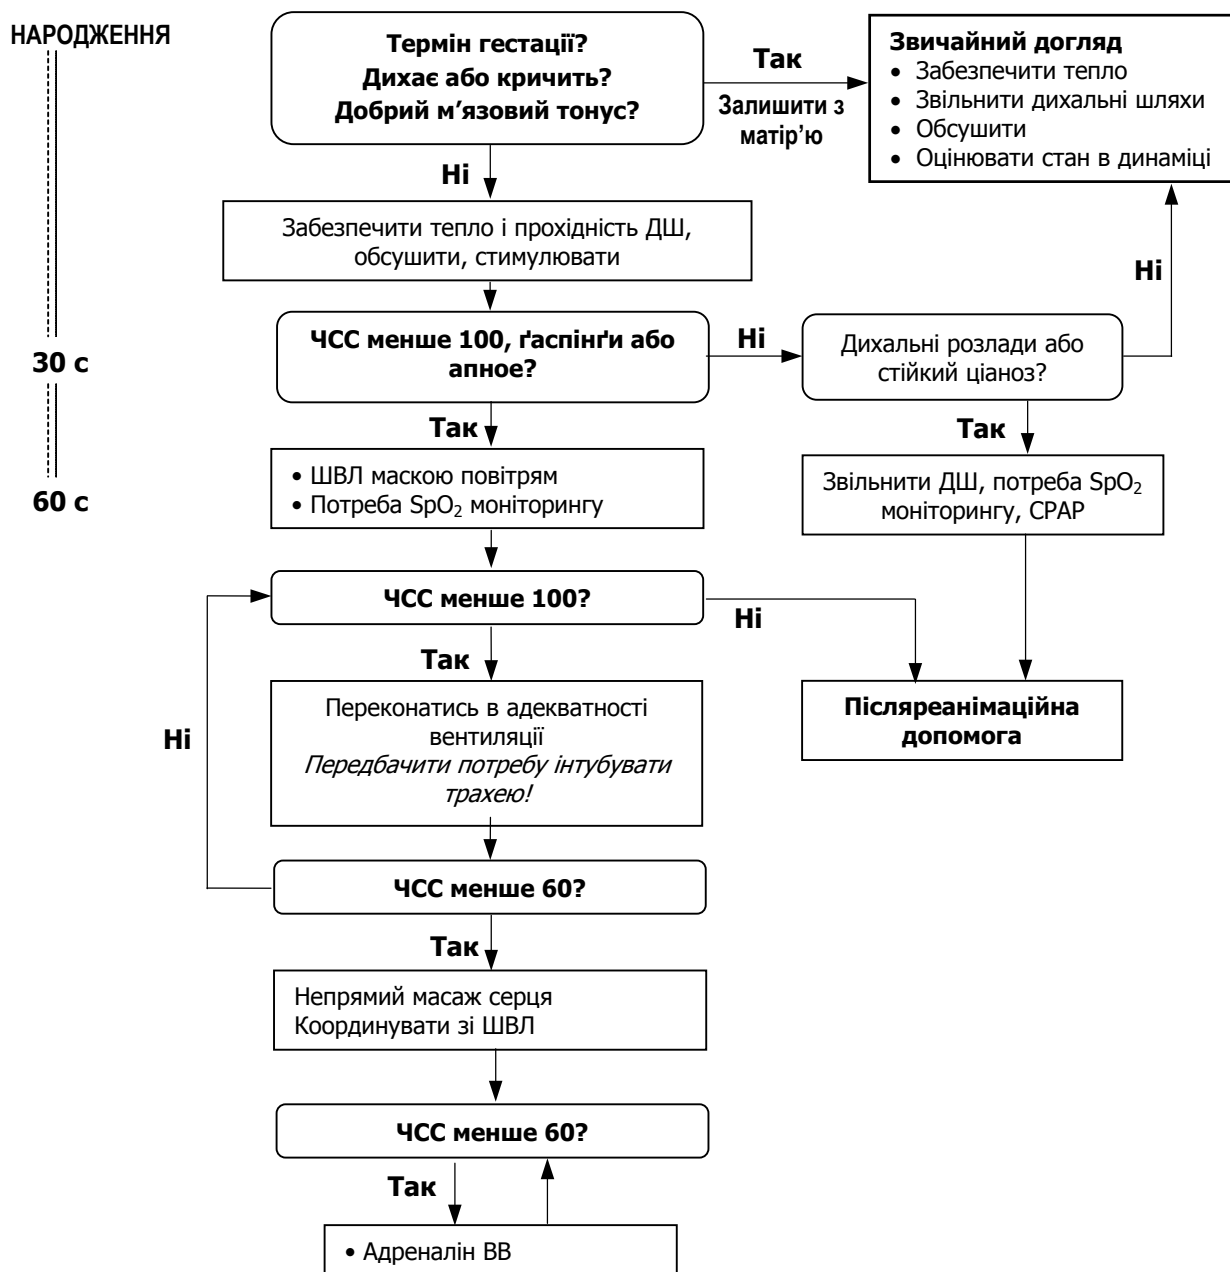 НАРОДЖЕННЯ
Термін гестації?
Дихає або кричить?
Добрий м’язовий тонус?
Так
Залишити з
матір’ю
Звичайний догляд
• Забезпечити тепло
• Звільнити дихальні шляхи
• Обсушити
• Оцінювати стан в динаміці
Ні
Забезпечити тепло і прохідність ДШ,
обсушити, стимулювати
Ні
30 с
ЧСС менше 100, ґаспінґи або
апное?
Ні
Дихальні розлади або
стійкий ціаноз?
Так
Так
60 с
• ШВЛ маскою повітрям
• Потреба SpO₂ моніторингу
Звільнити ДШ, потреба SpO₂
моніторингу, CPAP
ЧСС менше 100?
Ні
Так
Ні
Переконатись в адекватності
вентиляції
Передбачити потребу інтубувати
трахею!
Післяреанімаційна
допомога
ЧСС менше 60?
Так
Непрямий масаж серця
Координувати зі ШВЛ
ЧСС менше 60?
Так
• Адреналін ВВ